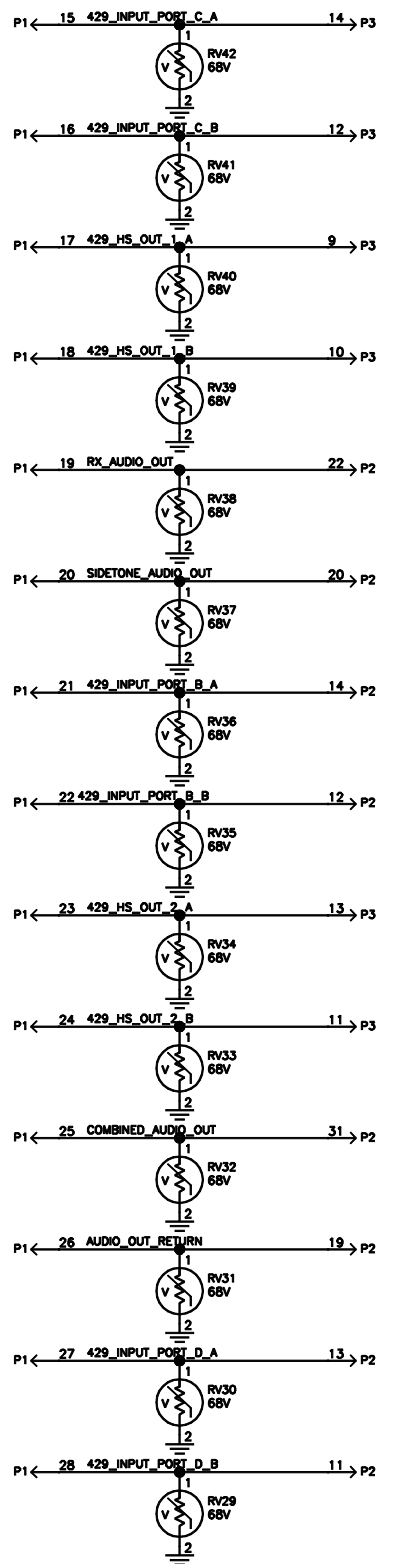 P1 15 429_INPUT_PORT_C_A 14 P3
1
RV42
V 68V
2
P1 16 429_INPUT_PORT_C_B 12 P3
1
RV41
V 68V
2
P1 17 429_HS_OUT_1_A 9 P3
1
RV40
V 68V
2
P1 18 429_HS_OUT_1_B 10 P3
1
RV39
V 68V
2
P1 19 RX_AUDIO_OUT 22 P2
1
RV38
V 68V
2
P1 20 SIDETONE_AUDIO_OUT 20 P2
1
RV37
V 68V
2
P1 21 429_INPUT_PORT_B_A 14 P2
1
RV36
V 68V
2
P1 22 429_INPUT_PORT_B_B 12 P2
1
RV35
V 68V
2
P1 23 429_HS_OUT_2_A 13 P3
1
RV34
V 68V
2
P1 24 429_HS_OUT_2_B 11 P3
1
RV33
V 68V
2
P1 25 COMBINED_AUDIO_OUT 31 P2
1
RV32
V 68V
2
P1 26 AUDIO_OUT_RETURN 19 P2
1
RV31
V 68V
2
P1 27 429_INPUT_PORT_D_A 13 P2
1
RV30
V 68V
2
P1 28 429_INPUT_PORT_D_B 11 P2
1
RV29
V 68V
2